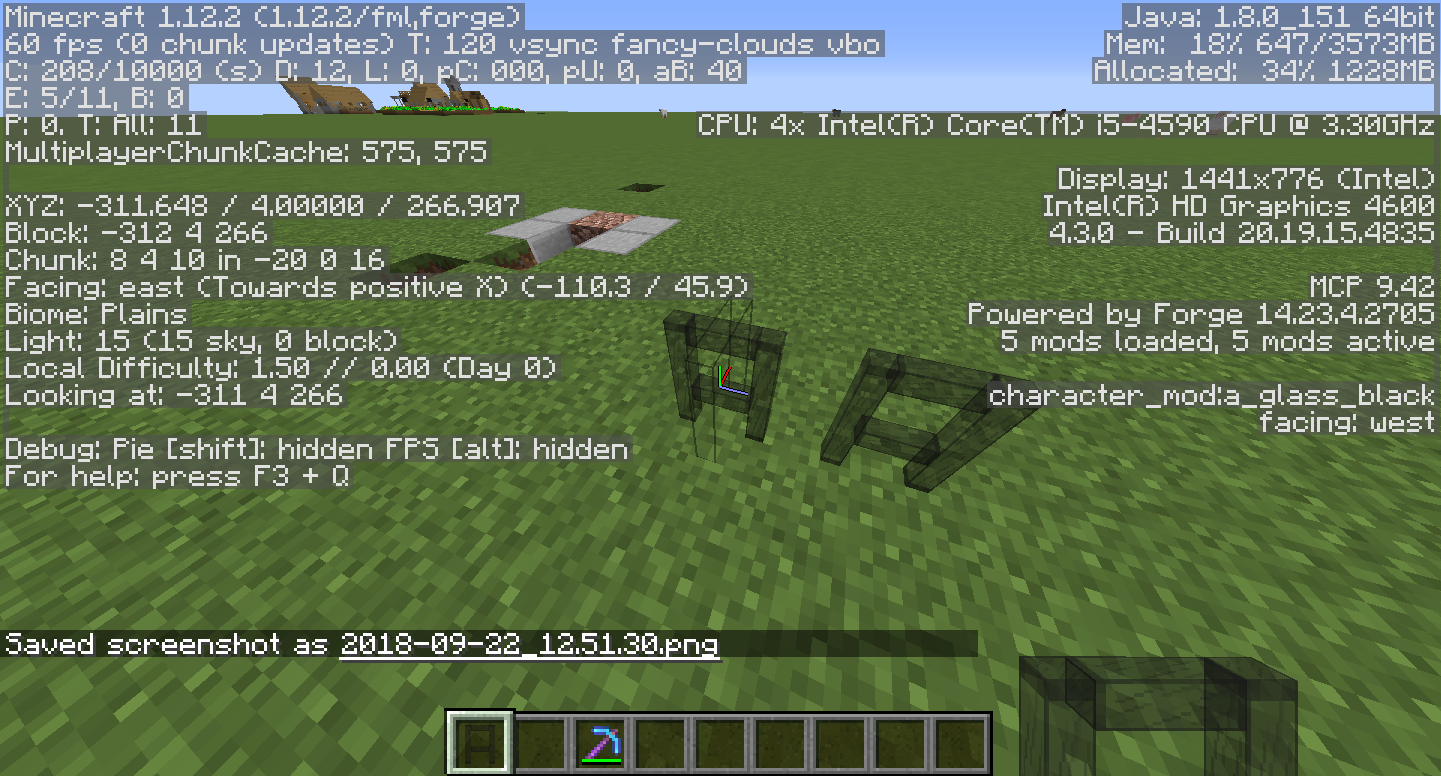 Minecraft 1.12.2 (1.12.2/fml,forge)
60 fps (0 chunk updates) T: 120 vsync fancy-clouds vbo
C: 208/10000 (s) D: 12, L: 0, pC: 000, pU: 0, aB: 40
E: 5/11, B: 0
P: 0. T: All: 11
MultiplayerChunkCache: 575, 575
XYZ: -311.648 / 4.00000 / 266.907
Block: -312 4 266
Chunk: 8 4 10 in -20 0 16
Facing: east (Towards positive X) (-110.3 / 45.9)
Biome: Plains
Light: 15 (15 sky, 0 block)
Local Difficulty: 1.50 // 0.00 (Day 0)
Looking at: -311 4 266
Debug: Pie [shift]: hidden FPS [alt]: hidden
For help: press F3 + Q
Java: 1.8.0_151 64bit
Mem: 18% 647/3573MB
Allocated: 34% 1228MB
CPU: 4x Intel(R) Core(TM) i5-4590 CPU @ 3.30GHz
Display: 1441x776 (Intel)
Intel(R) HD Graphics 4600
4.3.0 - Build 20.19.15.4835
MCP 9.42
Powered by Forge 14.23.4.2705
5 mods loaded, 5 mods active
character_mod:a_glass_black
facing: west
Saved screenshot as 2018-09-22_12.51.30.png